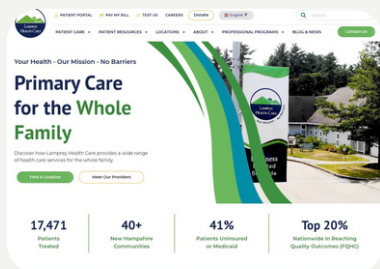 PATIENT PORTAL
PAY MY BILL
TEXT US
CAREERS
Donate
English
Search
Lamprey
Health Care
PATIENT CARE
PATIENT RESOURCES
LOCATIONS
ABOUT
PROFESSIONAL PROGRAMS
BLOG & NEWS
Contact Us
Your Health · Our Mission · No Barriers
Primary Care
for the Whole
Family
Discover how Lamprey Health Care provides a wide range
of health care services for the whole family.
Find A Location
Meet Our Providers
Lamprey
Health Care
17,471
Patients
Treated
40+
New Hampshire
Communities
41%
Patients Uninsured
or Medicaid
Top 20%
Nationwide in Reaching
Quality Outcomes (FQHC)